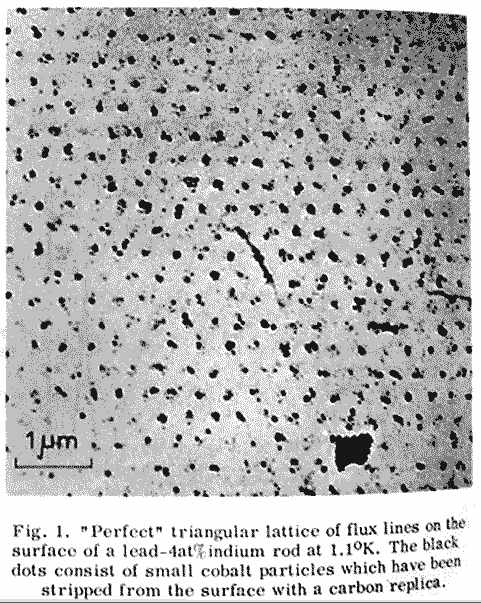 1μm
Fig. 1. "Perfect" triangular lattice of flux lines on the
surface of a lead-4at%indium rod at 1.1°K. The black
dots consist of small cobalt particles which have been
stripped from the surface with a carbon replica.